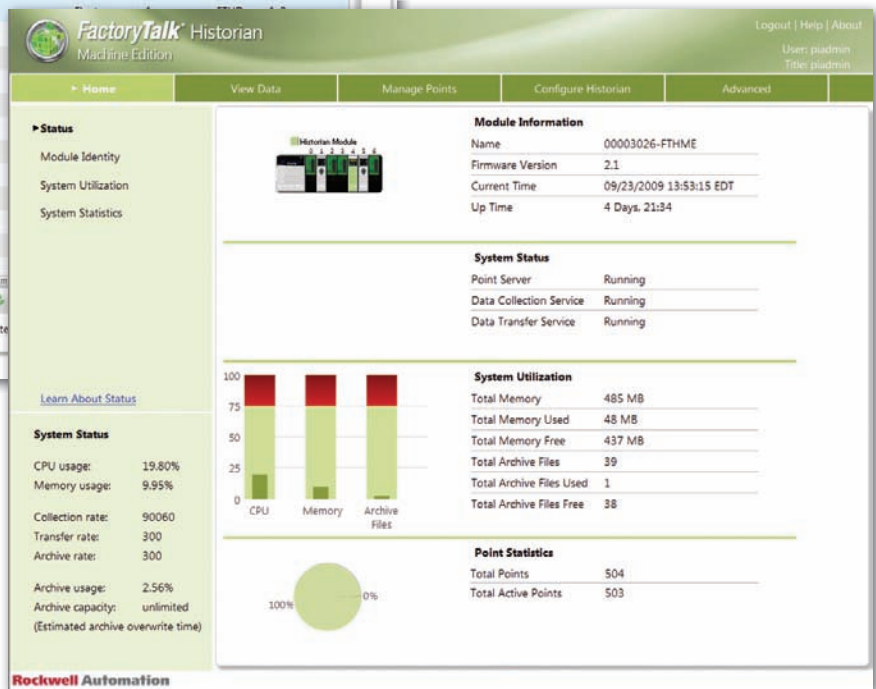 FactoryTalk Historian
Machine Edition
Logout | Help | About
User: piadmin
Title: piadmin
Home
View Data
Manage Points
Configure Historian
Advanced
Status
Module Identity
System Utilization
System Statistics
Learn About Status
System Status
CPU usage: 19.80%
Memory usage: 9.95%
Collection rate: 90060
Transfer rate: 300
Archive rate: 300
Archive usage: 2.56%
Archive capacity: unlimited
(Estimated archive overwrite time)
Historian Module
0 1 2 3 4 5 6
Module Information
Name 00003026-FTHME
Firmware Version 2.1
Current Time 09/23/2009 13:53:15 EDT
Up Time 4 Days, 21:34
System Status
Point Server Running
Data Collection Service Running
Data Transfer Service Running
100
75
50
25
0
CPU Memory Archive Files
System Utilization
Total Memory 485 MB
Total Memory Used 48 MB
Total Memory Free 437 MB
Total Archive Files 39
Total Archive Files Used 1
Total Archive Files Free 38
100% 0%
Point Statistics
Total Points 504
Total Active Points 503
Rockwell Automation